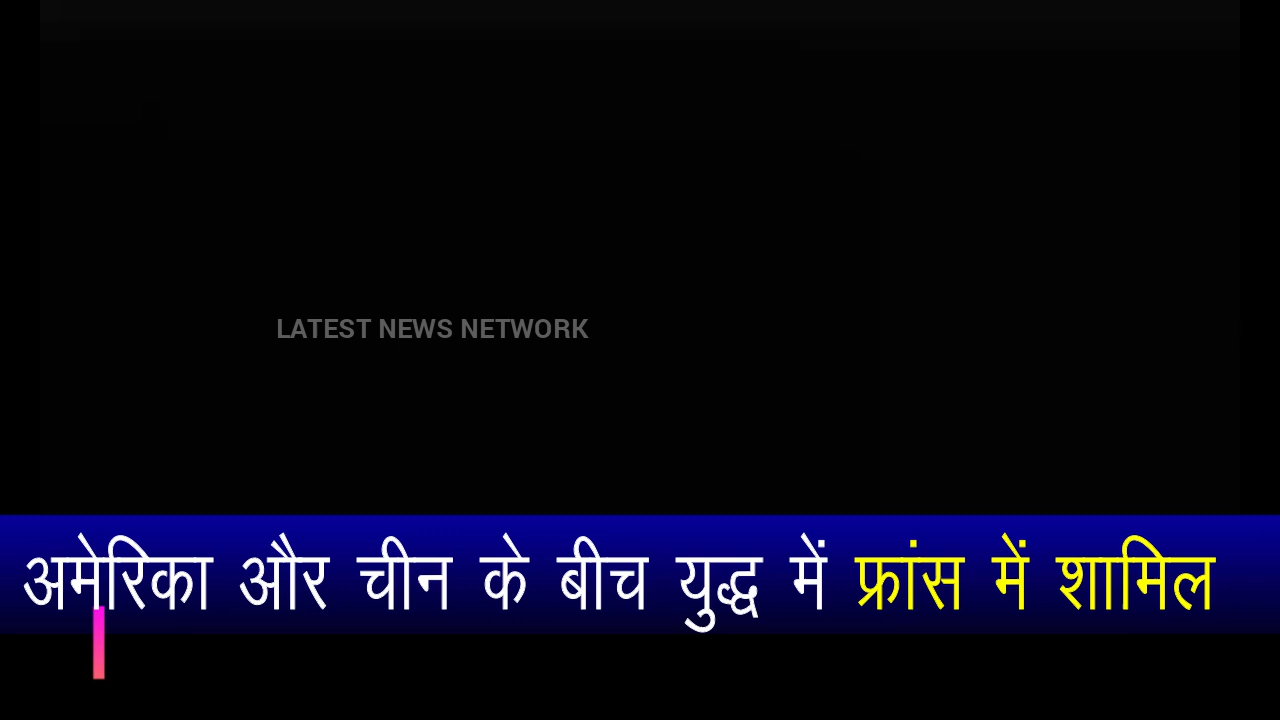 LATEST NEWS NETWORK
अमेरिका और चीन के बीच युद्ध में फ्रांस में शामिल